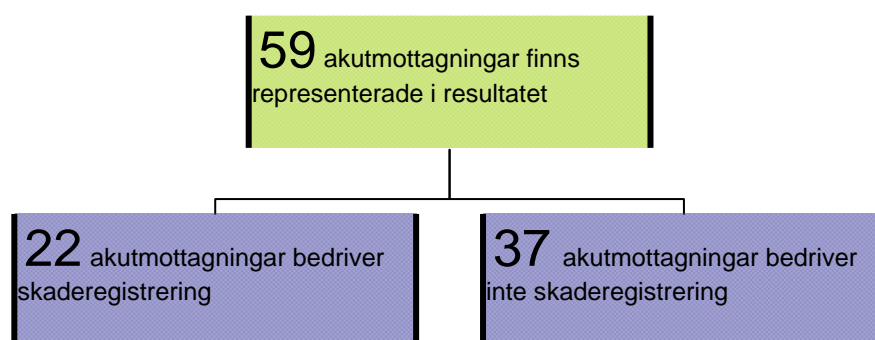 59 akutmottagningar finns
representerade i resultatet
22 akutmottagningar bedriver
skaderegistrering
37 akutmottagningar bedriver
inte skaderegistrering